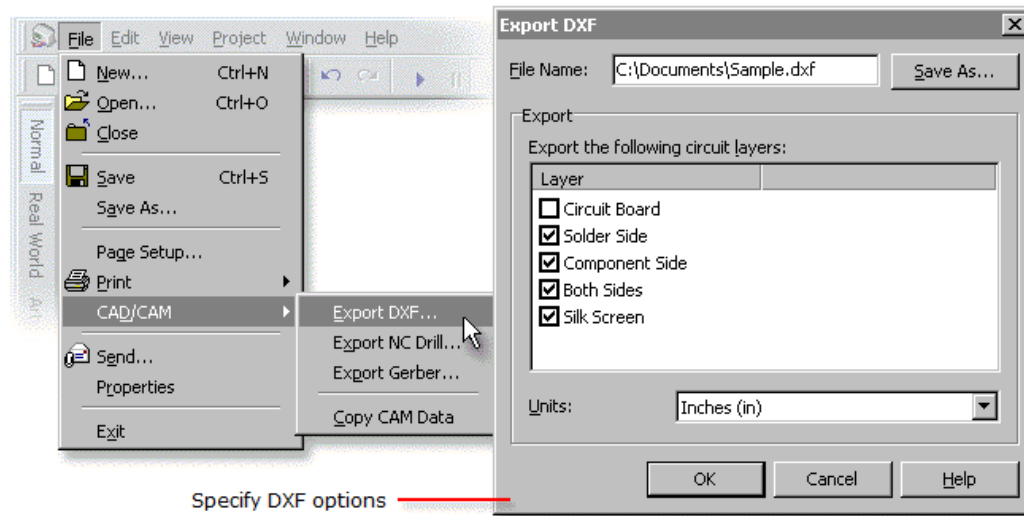 File Edit View Project Window Help
New... Ctrl+N
Open... Ctrl+O
Close
Save Ctrl+S
Save As...
Page Setup...
Print
CAD/CAM
Send...
Properties
Exit
Export DXF...
Export NC Drill...
Export Gerber...
Copy CAM Data
Normal
Real World
Art
Export DXF
File Name: C:\Documents\Sample.dxf Save As...
Export
Export the following circuit layers:
Layer
Circuit Board
Solder Side
Component Side
Both Sides
Silk Screen
Units: Inches (in)
OK Cancel Help
Specify DXF options